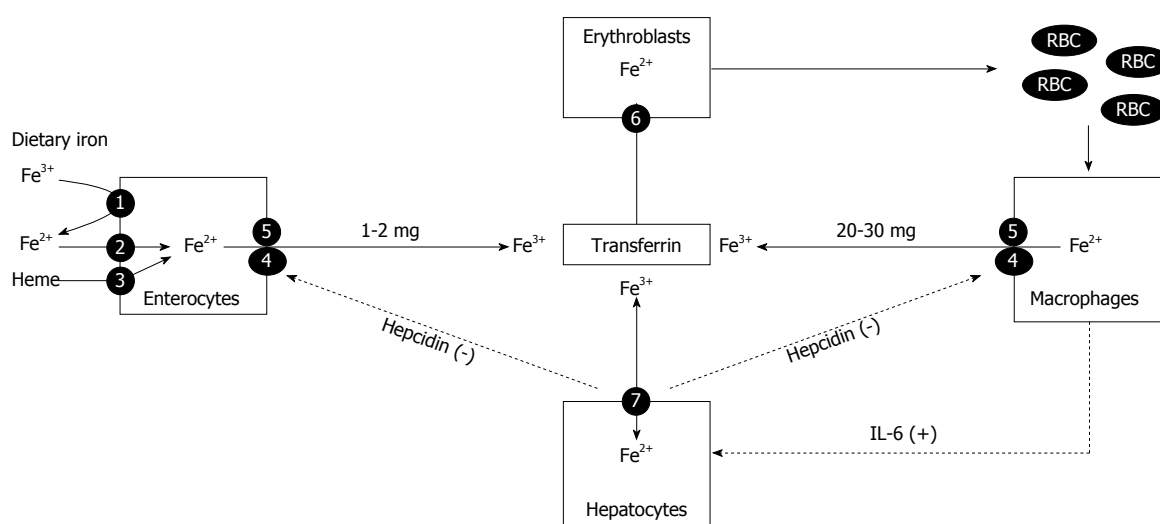 Erythroblasts
Fe²⁺
6
RBC
RBC
RBC
RBC
Dietary iron
Fe³⁺
1
Fe²⁺
2
Heme
3
Fe²⁺
5
4
Enterocytes
1-2 mg
Fe³⁺
Transferrin
Fe³⁺
20-30 mg
5
4
Fe²⁺
Macrophages
Fe³⁺
Hepcidin (-)
Hepcidin (-)
7
Fe²⁺
Hepatocytes
IL-6 (+)